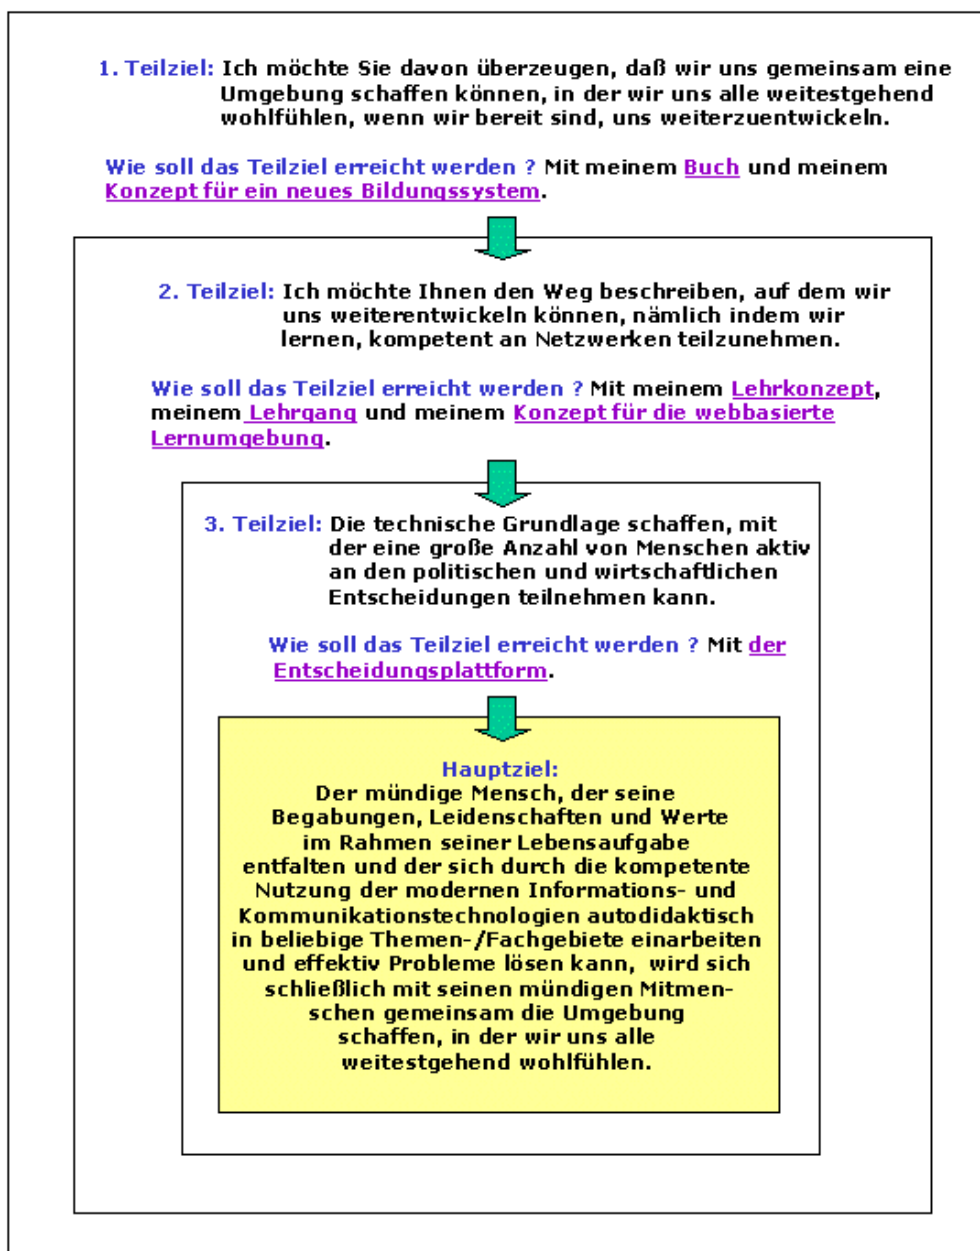 1. Teilziel: Ich möchte Sie davon überzeugen, daß wir uns gemeinsam eine
Umgebung schaffen können, in der wir uns alle weitestgehend
wohlfühlen, wenn wir bereit sind, uns weiterzuentwickeln.
Wie soll das Teilziel erreicht werden ? Mit meinem Buch und meinem
Konzept für ein neues Bildungssystem.
2. Teilziel: Ich möchte Ihnen den Weg beschreiben, auf dem wir
uns weiterentwickeln können, nämlich indem wir
lernen, kompetent an Netzwerken teilzunehmen.
Wie soll das Teilziel erreicht werden ? Mit meinem Lehrkonzept,
meinem Lehrgang und meinem Konzept für die webbasierte
Lernumgebung.
3. Teilziel: Die technische Grundlage schaffen, mit
der eine große Anzahl von Menschen aktiv
an den politischen und wirtschaftlichen
Entscheidungen teilnehmen kann.
Wie soll das Teilziel erreicht werden ? Mit der
Entscheidungsplattform.
Hauptziel:
Der mündige Mensch, der seine
Begabungen, Leidenschaften und Werte
im Rahmen seiner Lebensaufgabe
entfalten und der sich durch die kompetente
Nutzung der modernen Informations- und
Kommunikationstechnologien autodidaktisch
in beliebige Themen-/Fachgebiete einarbeiten
und effektiv Probleme lösen kann, wird sich
schließlich mit seinen mündigen Mitmen-
schen gemeinsam die Umgebung
schaffen, in der wir uns alle
weitestgehend wohlfühlen.